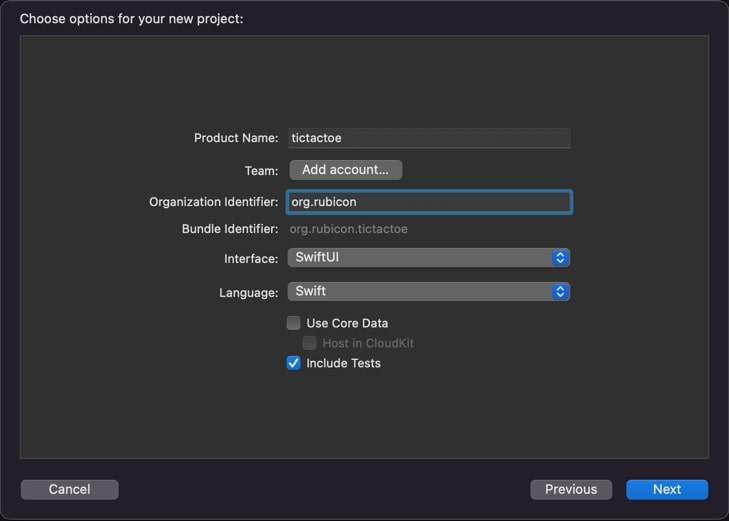 Choose options for your new project:
Product Name: tictactoe
Team: Add account...
Organization Identifier: org.rubicon
Bundle Identifier: org.rubicon.tictactoe
Interface: SwiftUI
Language: Swift
Use Core Data
Host in CloudKit
Include Tests
Cancel Previous Next